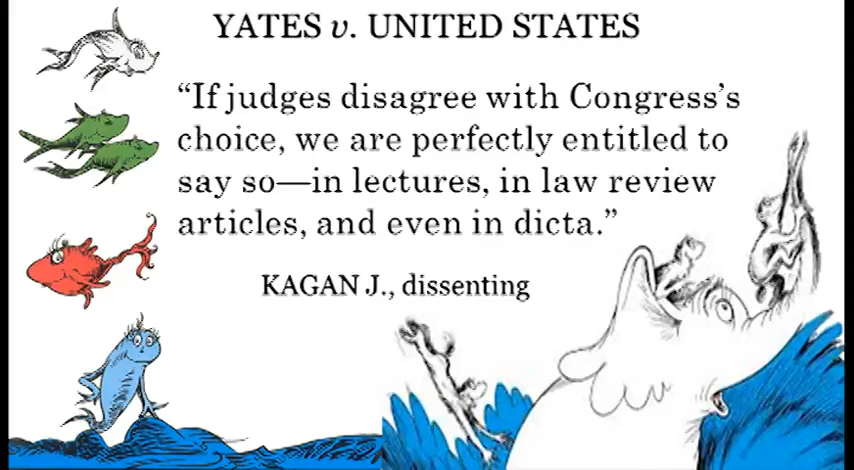 YATES v. UNITED STATES
“If judges disagree with Congress’s
choice, we are perfectly entitled to
say so—in lectures, in law review
articles, and even in dicta.”
KAGAN J., dissenting